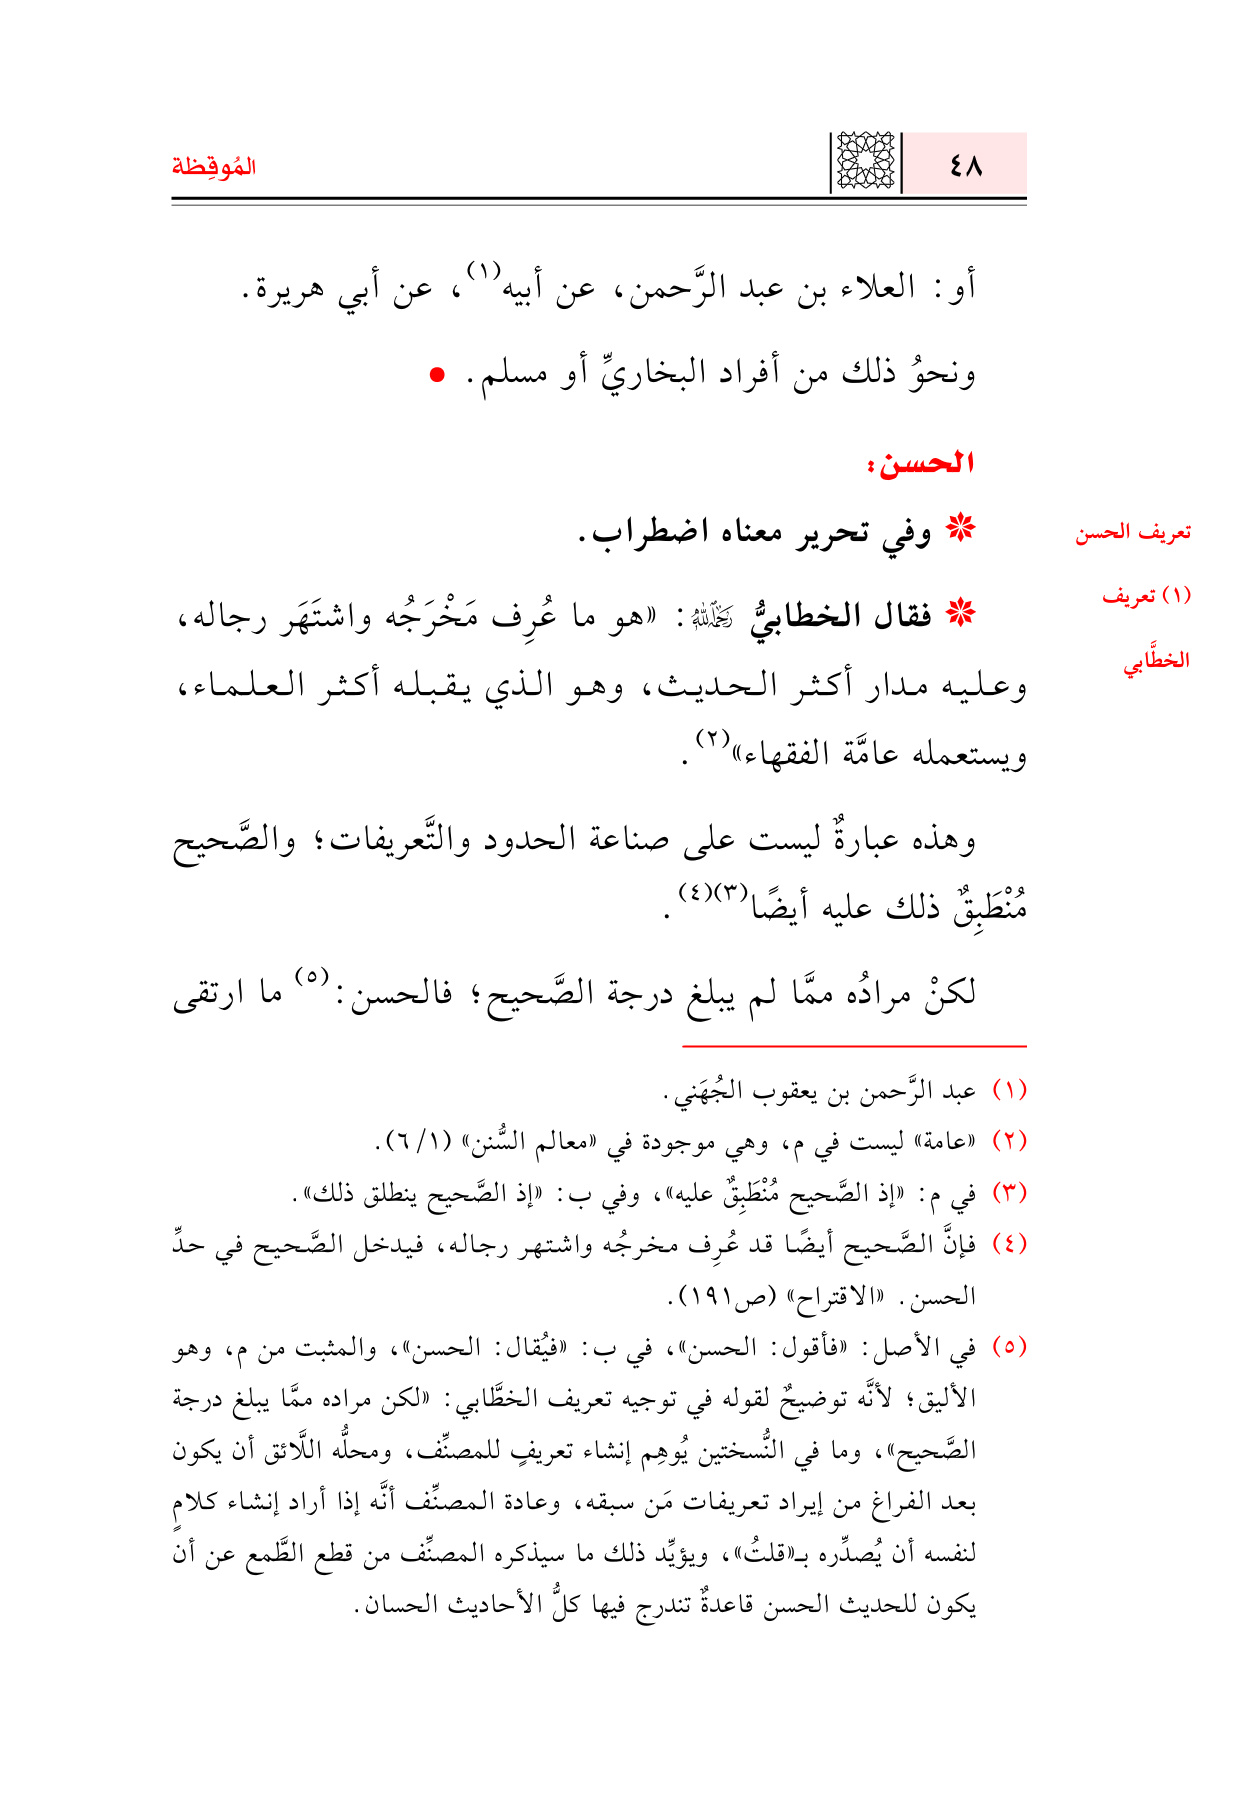 ٤٨
المُوقِظة
أو: العلاء بن عبد الرَّحمن، عن أبيه(١)، عن أبي هريرة.
ونحوُ ذلك من أفراد البخاريِّ أو مسلم.
الحسن:
وفي تحرير معناه اضطراب.
تعريف الحسن
فقال الخطابيُّ رحمه الله: «هو ما عُرِف مَخْرَجُه واشتَهَر رجاله،
(١) تعريف
الخطَّابي
وعليه مدار أكثر الحديث، وهو الذي يقبله أكثر العلماء،
ويستعمله عامَّة الفقهاء»(٢).
وهذه عبارةٌ ليست على صناعة الحدود والتَّعريفات؛ والصَّحيح
مُنْطَبِقٌ ذلك عليه أيضًا(٣)(٤).
لكنْ مرادُه ممَّا لم يبلغ درجة الصَّحيح؛ فالحسن:(٥) ما ارتقى
(١) عبد الرَّحمن بن يعقوب الجُهَني.
(٢) «عامة» ليست في م، وهي موجودة في «معالم السُّنن» (١/ ٦).
(٣) في م: «إذ الصَّحيح مُنْطَبِقٌ عليه»، وفي ب: «إذ الصَّحيح ينطلق ذلك».
(٤) فإنَّ الصَّحيح أيضًا قد عُرِف مخرجُه واشتهر رجاله، فيدخل الصَّحيح في حدِّ
الحسن. «الاقتراح» (ص١٩١).
(٥) في الأصل: «فأقول: الحسن»، في ب: «فيُقال: الحسن»، والمثبت من م، وهو
الأليق؛ لأنَّه توضيحٌ لقوله في توجيه تعريف الخطَّابي: «لكن مراده ممَّا يبلغ درجة
الصَّحيح»، وما في النُّسختين يُوهِم إنشاء تعريفٍ للمصنِّف، ومحلُّه اللَّائق أن يكون
بعد الفراغ من إيراد تعريفات مَن سبقه، وعادة المصنِّف أنَّه إذا أراد إنشاء كلامٍ
لنفسه أن يُصدِّره بـ«قلتُ»، ويؤيِّد ذلك ما سيذكره المصنِّف من قطع الطَّمع عن أن
يكون للحديث الحسن قاعدةٌ تندرج فيها كلُّ الأحاديث الحسان.